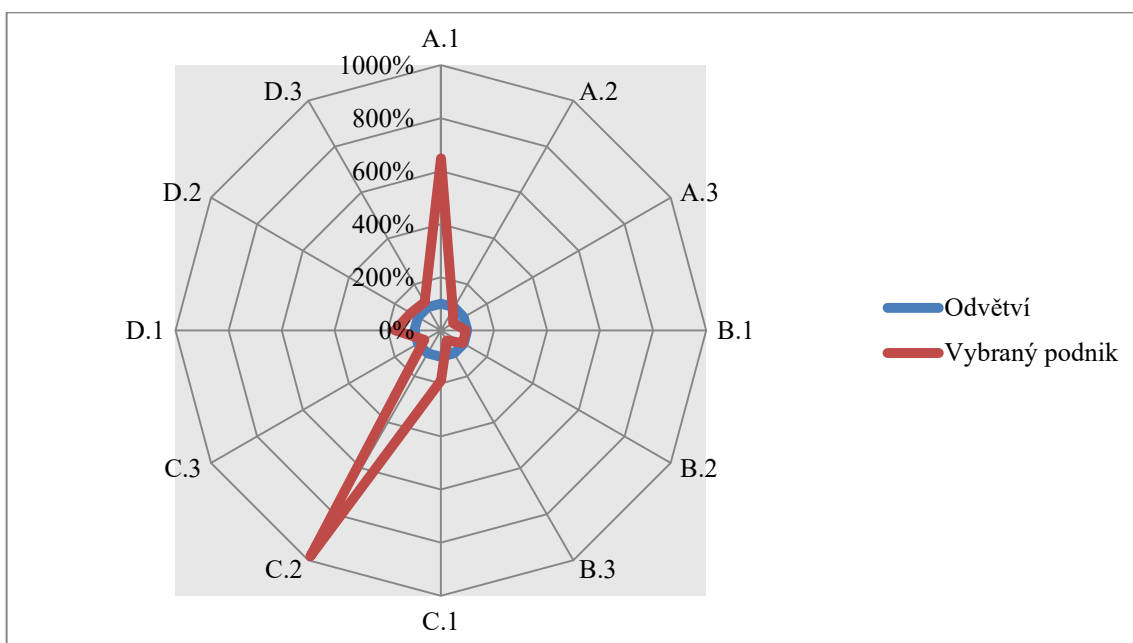 A.1
1000%
D.3
A.2
800%
D.2
600%
A.3
400%
200%
D.1
0%
B.1
Odvětví
Vybraný podnik
C.3
B.2
C.2
B.3
C.1